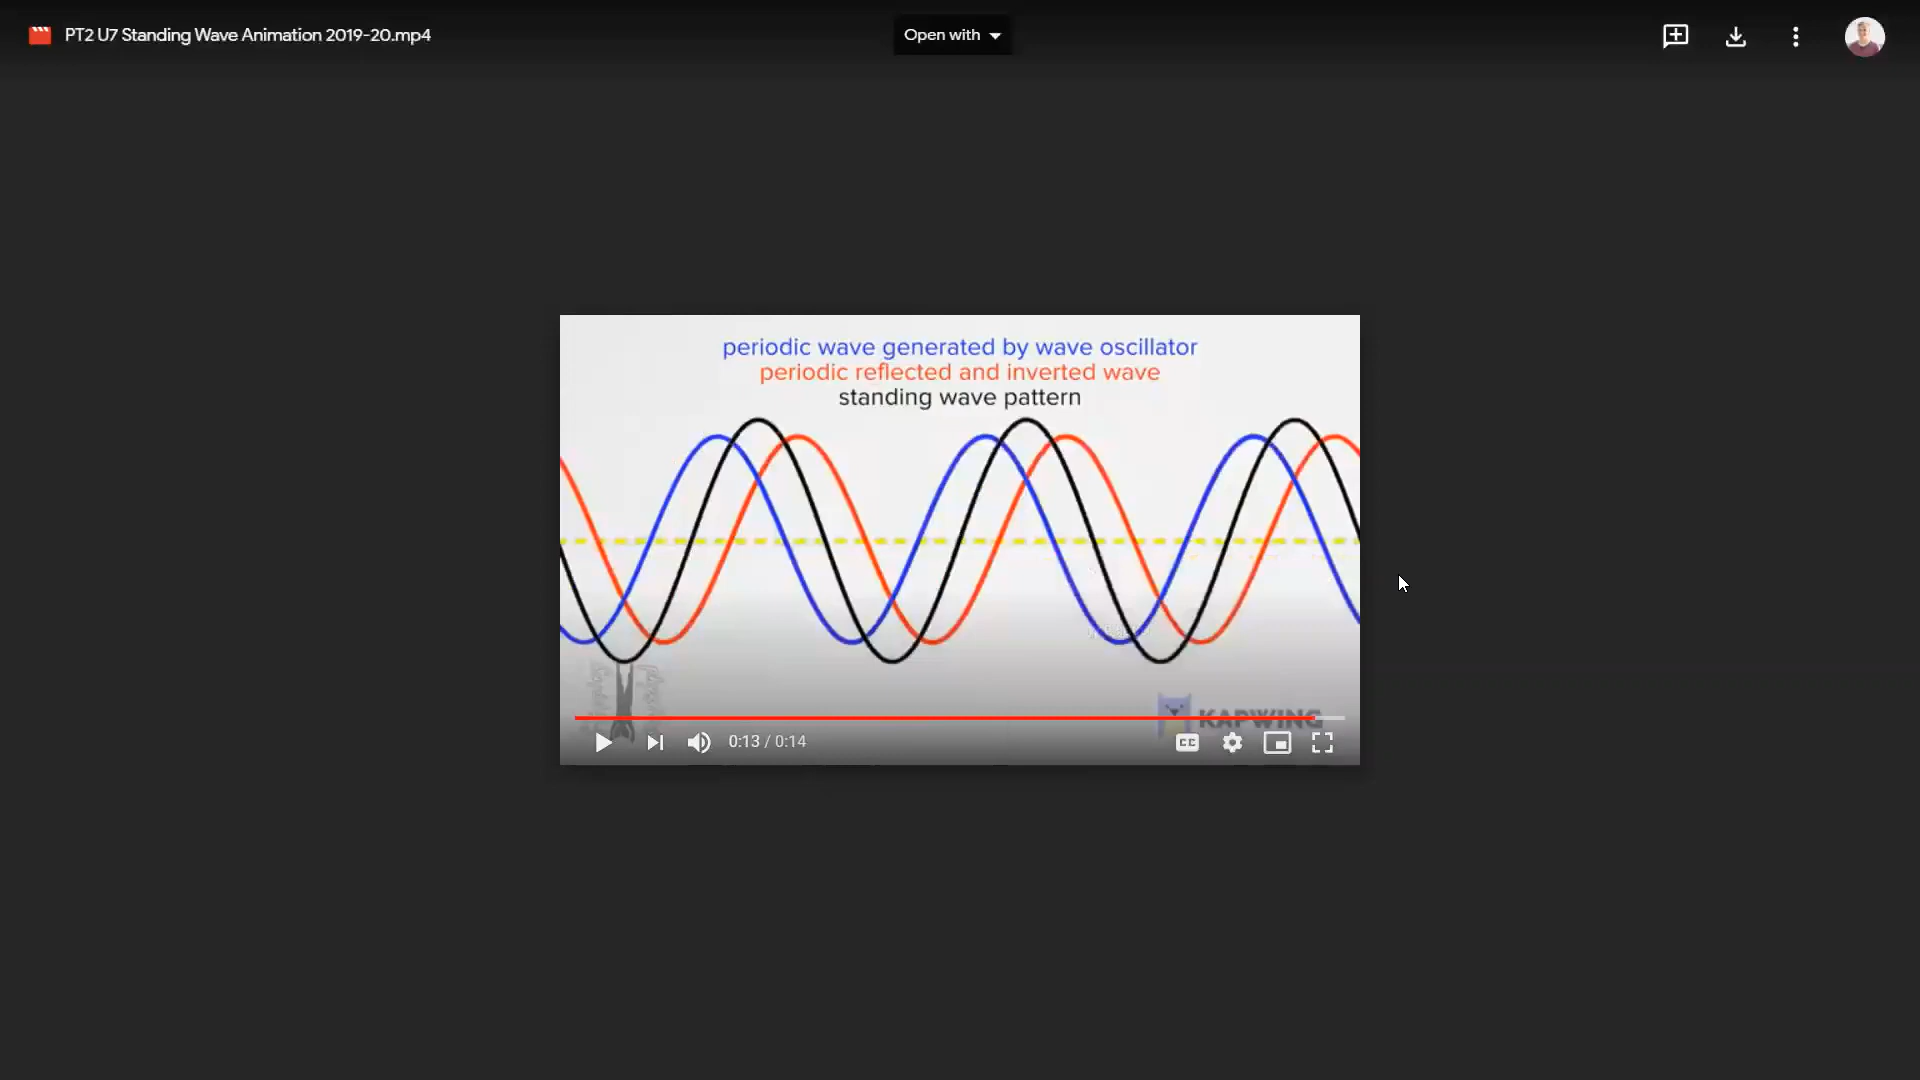 PT2 U7 Standing Wave Animation 2019-20.mp4
Open with
periodic wave generated by wave oscillator
periodic reflected and inverted wave
standing wave pattern
KAPWING
0:13 / 0:14
CC